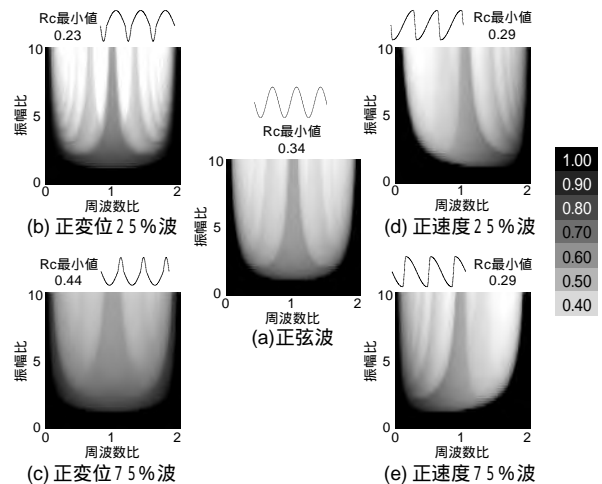 Rc最小値
0.23
10
5
0
振幅比
0
1
2
周波数比
(b) 正変位２５%波
Rc最小値
0.34
10
5
0
振幅比
0
1
2
周波数比
(a)正弦波
Rc最小値
0.29
10
5
0
振幅比
0
1
2
周波数比
(d) 正速度２５%波
Rc最小値
0.44
10
5
0
振幅比
0
1
2
周波数比
(c) 正変位７５%波
Rc最小値
0.29
10
5
0
振幅比
0
1
2
周波数比
(e) 正速度７５%波
1.00
0.90
0.80
0.70
0.60
0.50
0.40